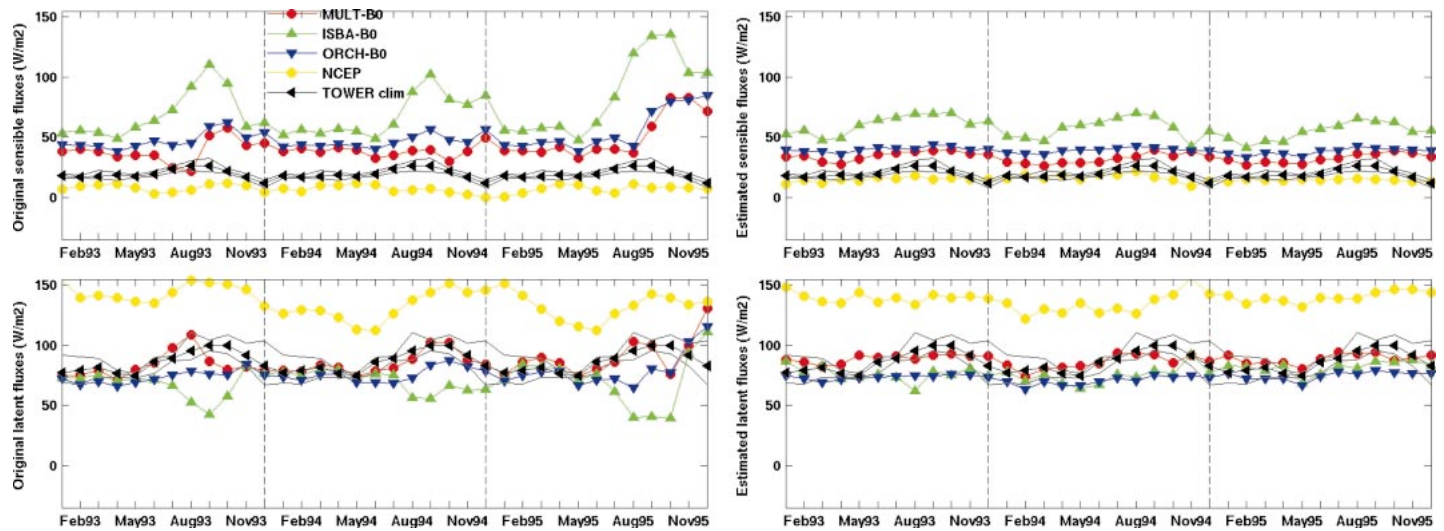 Original sensible fluxes (W/m2)
150
100
50
0
MULT-B0
ISBA-B0
ORCH-B0
NCEP
TOWER clim
Feb93 May93 Aug93 Nov93 Feb94 May94 Aug94 Nov94 Feb95 May95 Aug95 Nov95
Estimated sensible fluxes (W/m2)
150
100
50
0
Feb93 May93 Aug93 Nov93 Feb94 May94 Aug94 Nov94 Feb95 May95 Aug95 Nov95
Original latent fluxes (W/m2)
150
100
50
0
Feb93 May93 Aug93 Nov93 Feb94 May94 Aug94 Nov94 Feb95 May95 Aug95 Nov95
Estimated latent fluxes (W/m2)
150
100
50
0
Feb93 May93 Aug93 Nov93 Feb94 May94 Aug94 Nov94 Feb95 May95 Aug95 Nov95